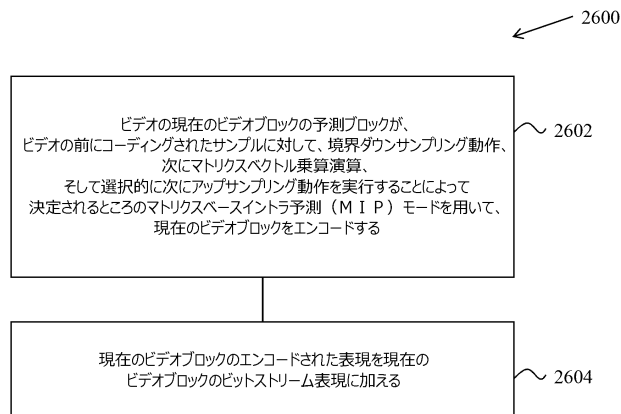 2600
ビデオの現在のビデオブロックの予測ブロックが、
ビデオの前にコーディングされたサンプルに対して、境界ダウンサンプリング動作、
次にマトリクスベクトル乗算演算、
そして選択的に次にアップサンプリング動作を実行することによって
決定されるところのマトリクスベースイントラ予測（ＭＩＰ）モードを用いて、
現在のビデオブロックをエンコードする
2602
現在のビデオブロックのエンコードされた表現を現在の
ビデオブロックのビットストリーム表現に加える
2604